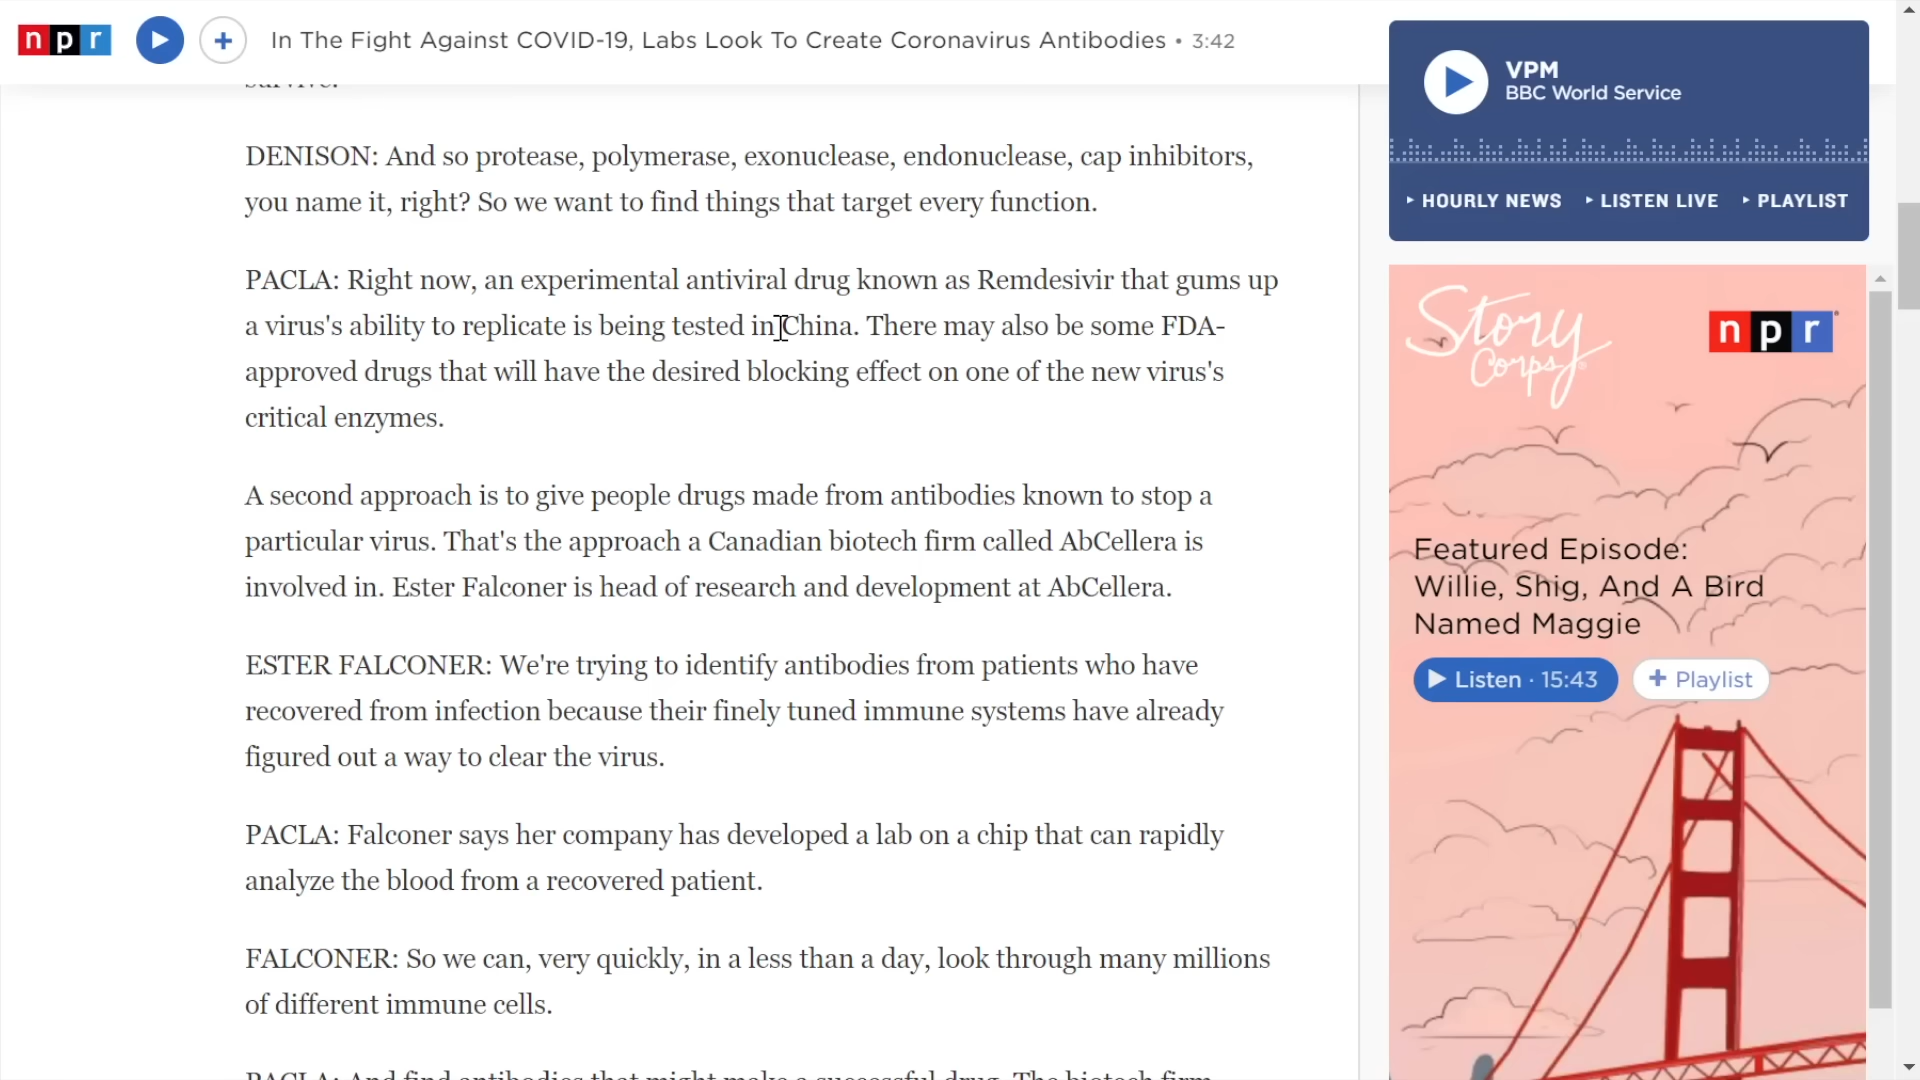 npr In The Fight Against COVID-19, Labs Look To Create Coronavirus Antibodies • 3:42
survive.
DENISON: And so protease, polymerase, exonuclease, endonuclease, cap inhibitors,
you name it, right? So we want to find things that target every function.
PACLA: Right now, an experimental antiviral drug known as Remdesivir that gums up
a virus's ability to replicate is being tested in China. There may also be some FDA-
approved drugs that will have the desired blocking effect on one of the new virus's
critical enzymes.
A second approach is to give people drugs made from antibodies known to stop a
particular virus. That's the approach a Canadian biotech firm called AbCellera is
involved in. Ester Falconer is head of research and development at AbCellera.
ESTER FALCONER: We're trying to identify antibodies from patients who have
recovered from infection because their finely tuned immune systems have already
figured out a way to clear the virus.
PACLA: Falconer says her company has developed a lab on a chip that can rapidly
analyze the blood from a recovered patient.
FALCONER: So we can, very quickly, in a less than a day, look through many millions
of different immune cells.
PACLA: And find antibodies that might make a successful drug. The biotech firm
VPM
BBC World Service
HOURLY NEWS LISTEN LIVE PLAYLIST
Story
Corps
npr
Featured Episode:
Willie, Shig, And A Bird
Named Maggie
Listen · 15:43 + Playlist